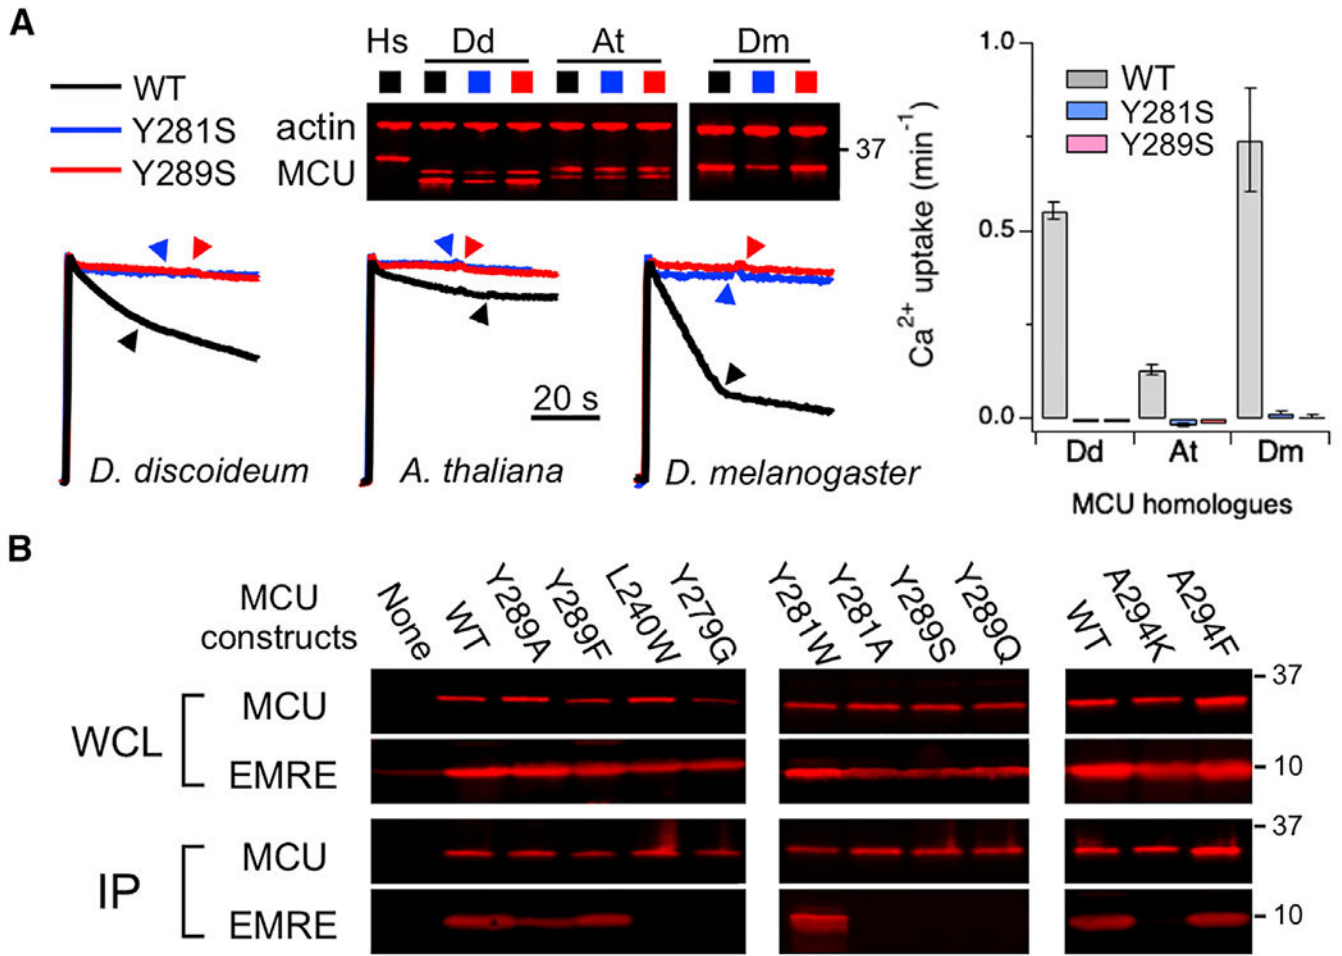 A
Hs Dd At Dm
WT
Y281S
Y289S
actin
MCU
37
20 s
D. discoideum
A. thaliana
D. melanogaster
1.0
0.5
0.0
Ca2+ uptake (min-1)
WT
Y281S
Y289S
Dd At Dm
MCU homologues
B
MCU
constructs
None WT Y289A Y289F L240W Y279G Y281W Y281A Y289S Y289Q WT A294K A294F
WCL
MCU
37
EMRE
10
IP
MCU
37
EMRE
10